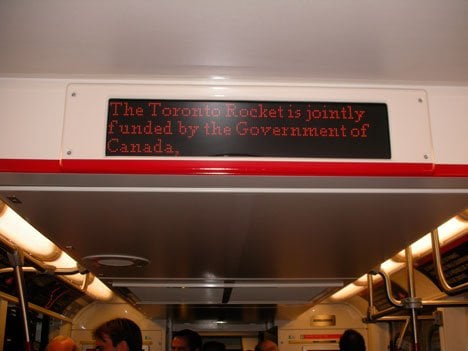 The Toronto Rocket is jointly
funded by the Government of
Canada,